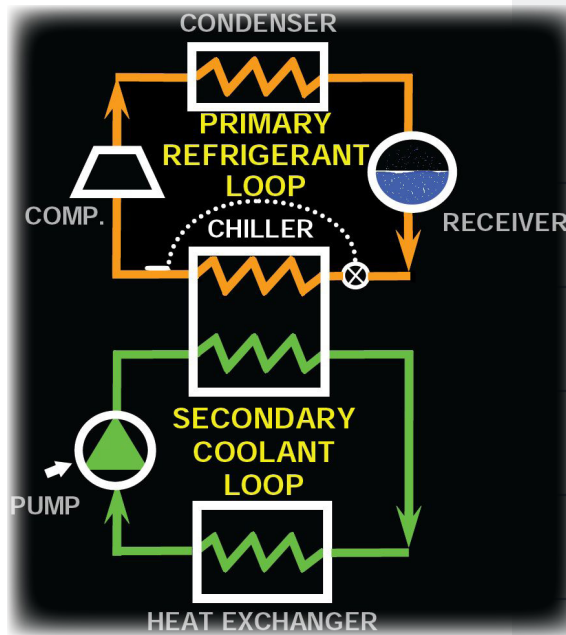 CONDENSER
PRIMARY
REFRIGERANT
LOOP
COMP.
RECEIVER
CHILLER
SECONDARY
COOLANT
LOOP
PUMP
HEAT EXCHANGER